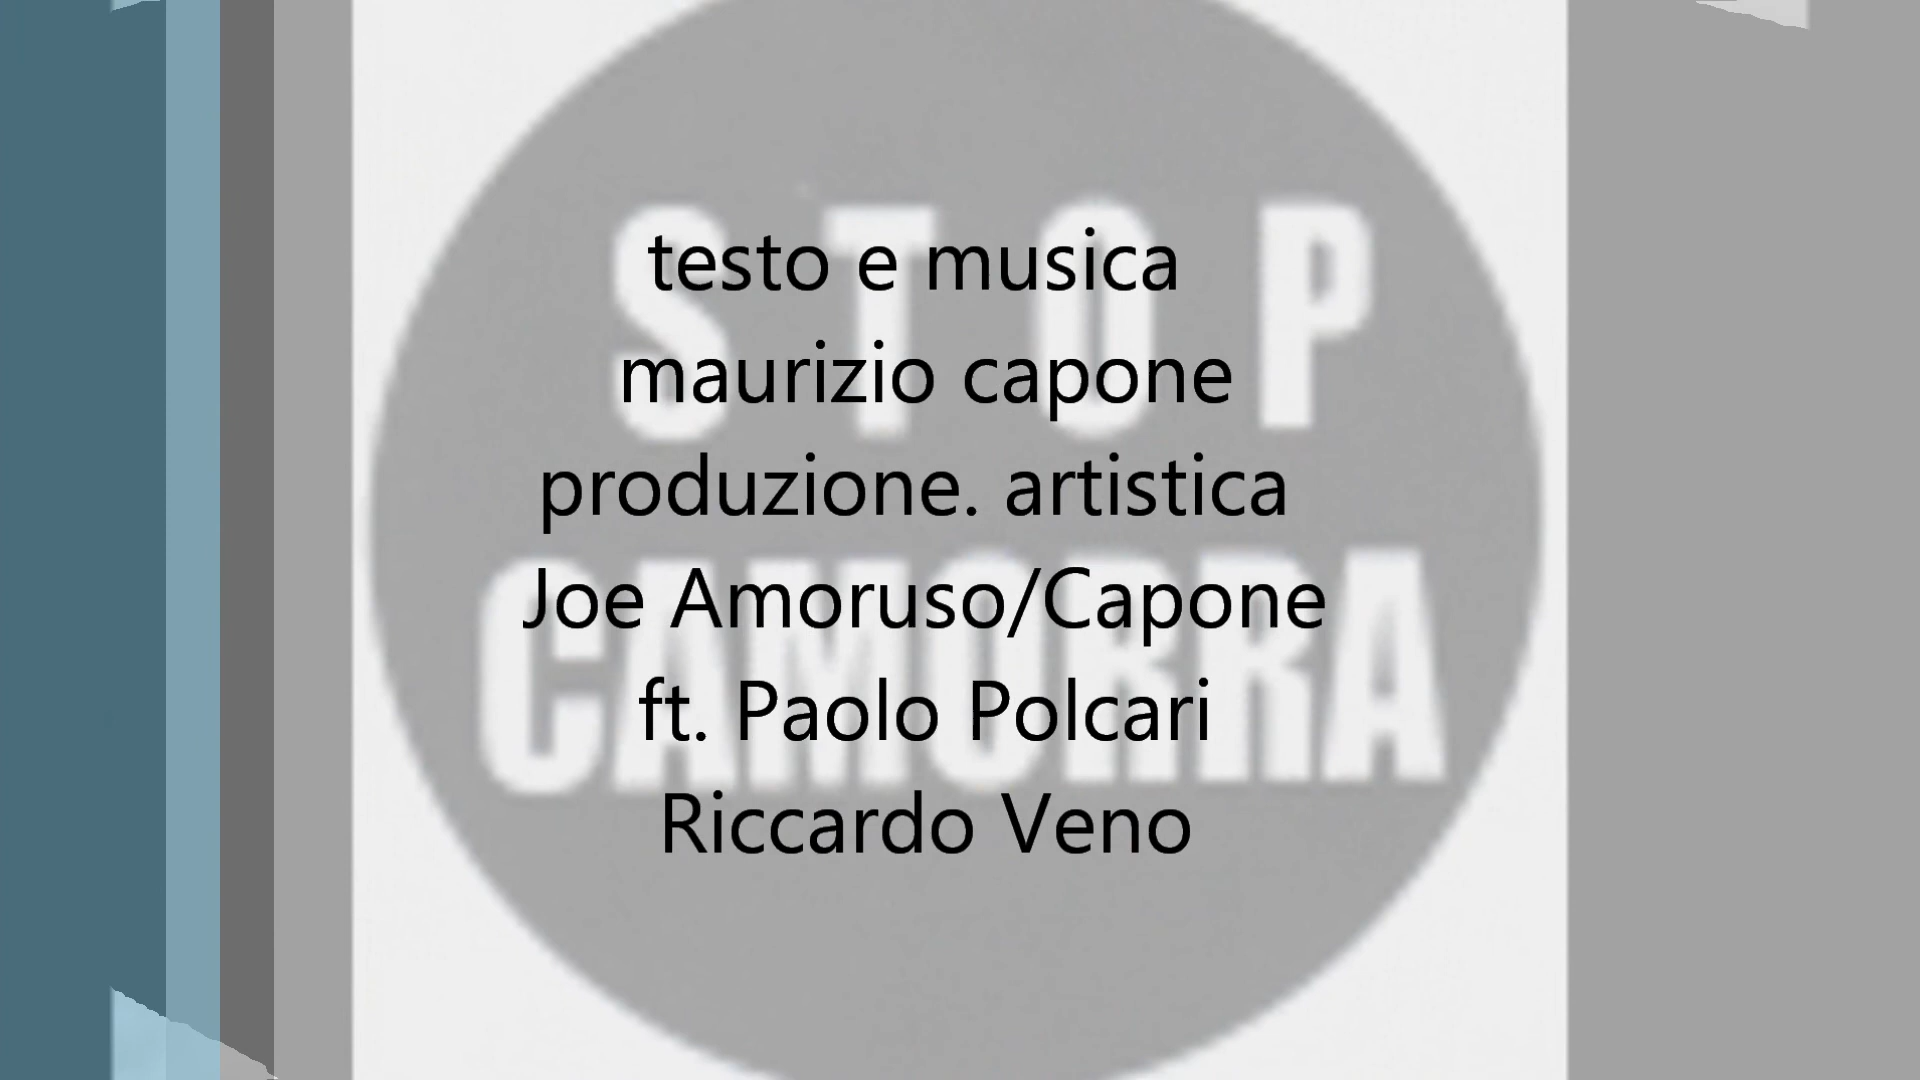 STOP
CAMORRA
testo e musica
maurizio capone
produzione. artistica
Joe Amoruso/Capone
ft. Paolo Polcari
Riccardo Veno